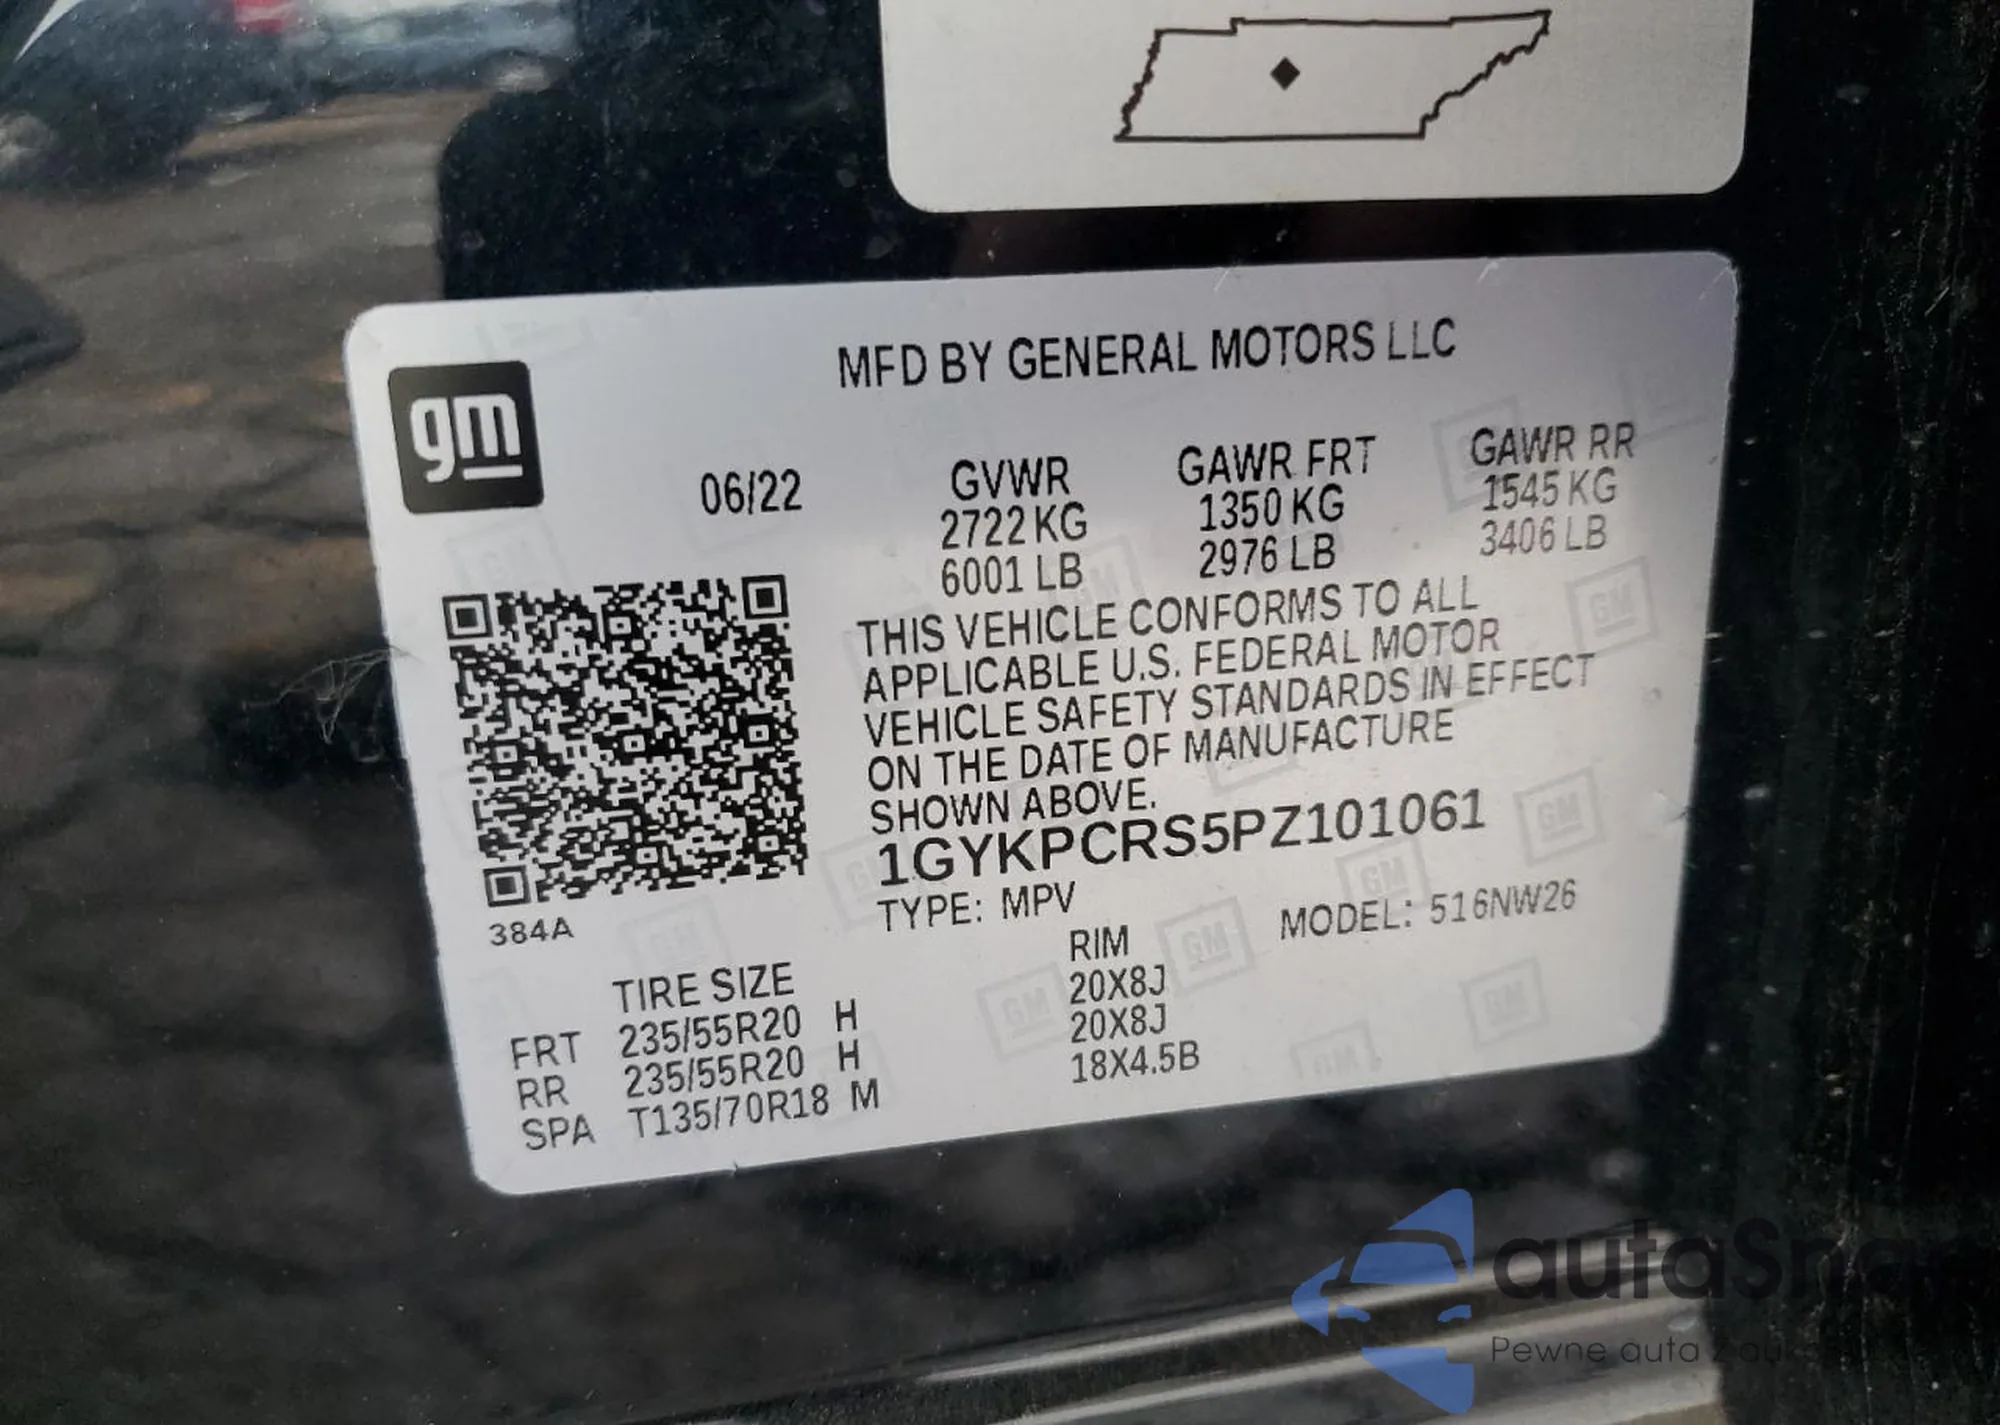 gm
MFD BY GENERAL MOTORS LLC
06/22
GVWR GAWR FRT GAWR RR
2722 KG 1350 KG 1545 KG
6001 LB 2976 LB 3406 LB
THIS VEHICLE CONFORMS TO ALL
APPLICABLE U.S. FEDERAL MOTOR
VEHICLE SAFETY STANDARDS IN EFFECT
ON THE DATE OF MANUFACTURE
SHOWN ABOVE.
1GYKPCRS5PZ101061
TYPE: MPV MODEL: 516NW26
384A
TIRE SIZE RIM
FRT 235/55R20 H 20X8J
RR 235/55R20 H 20X8J
SPA T135/70R18 M 18X4.5B
autaSna
Pewne auta z